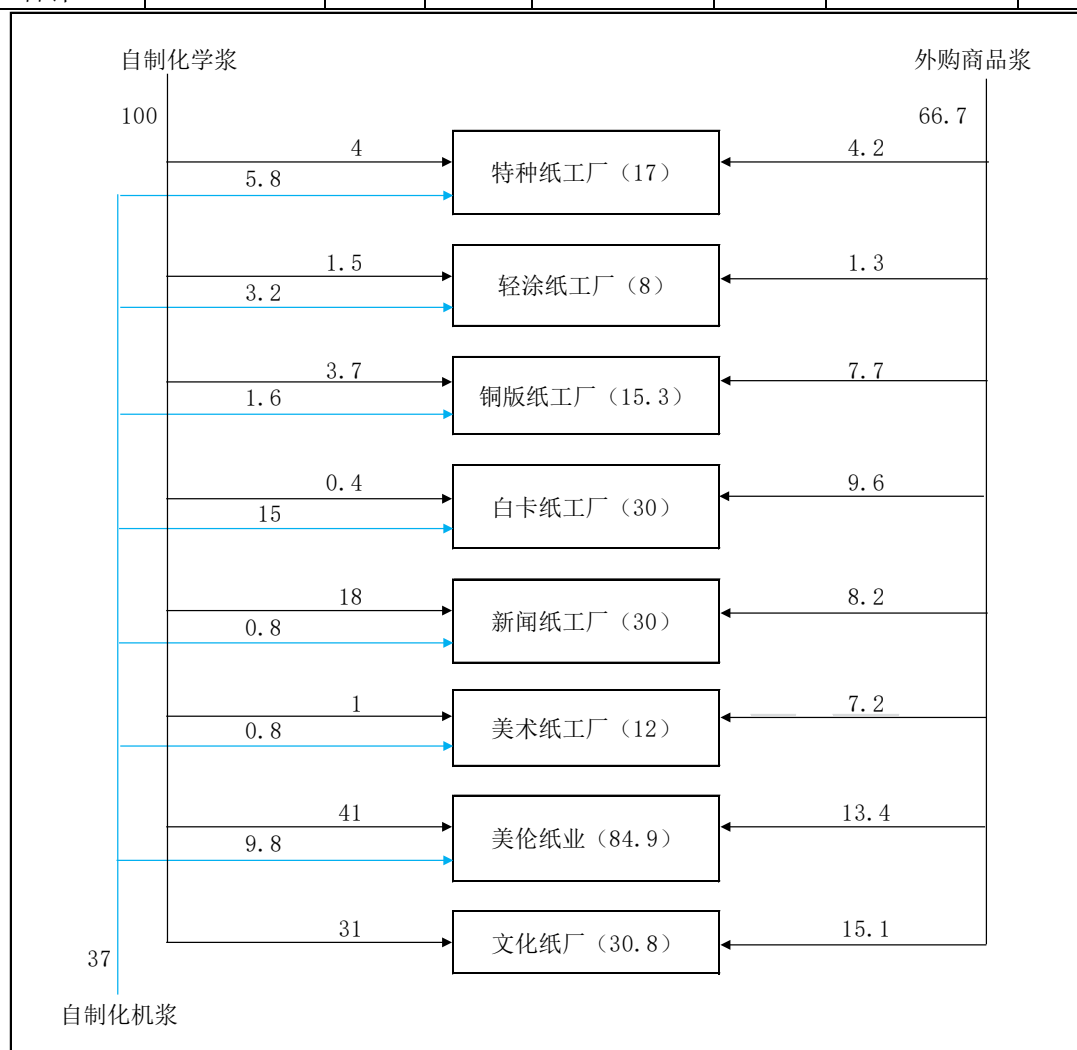 自制化学浆 外购商品浆
100 66.7
4 4.2
特种纸工厂（17）
5.8
1.5 1.3
轻涂纸工厂（8）
3.2
3.7 7.7
铜版纸工厂（15.3）
1.6
0.4 9.6
白卡纸工厂（30）
15
18 8.2
新闻纸工厂（30）
0.8
1 7.2
美术纸工厂（12）
0.8
41 13.4
美伦纸业（84.9）
9.8
31 15.1
文化纸厂（30.8）
37
自制化机浆